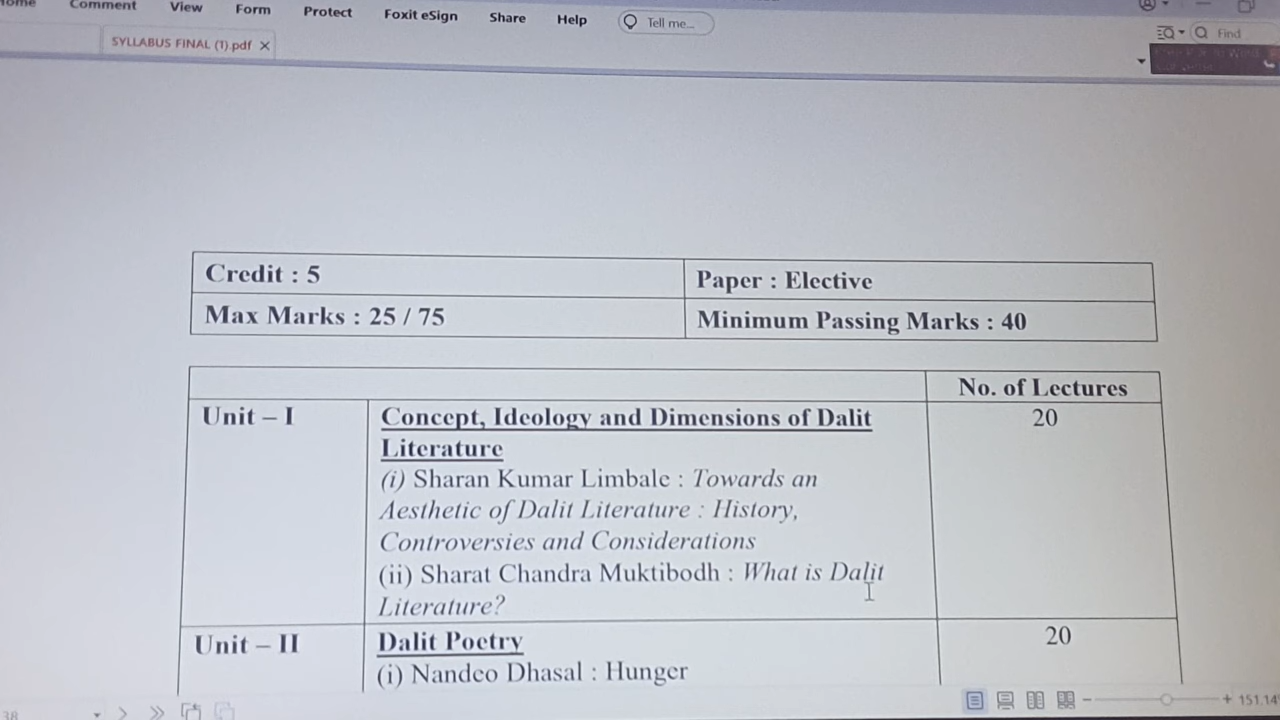 Comment View Form Protect Foxit eSign Share Help Tell me...
SYLLABUS FINAL (1).pdf ×
Find
Credit : 5
Paper : Elective
Max Marks : 25 / 75
Minimum Passing Marks : 40
No. of Lectures
Unit – I
Concept, Ideology and Dimensions of Dalit
Literature
20
(i) Sharan Kumar Limbale : Towards an
Aesthetic of Dalit Literature : History,
Controversies and Considerations
(ii) Sharat Chandra Muktibodh : What is Dalit
Literature?
Unit – II
Dalit Poetry
20
(i) Nandeo Dhasal : Hunger
38
151.14